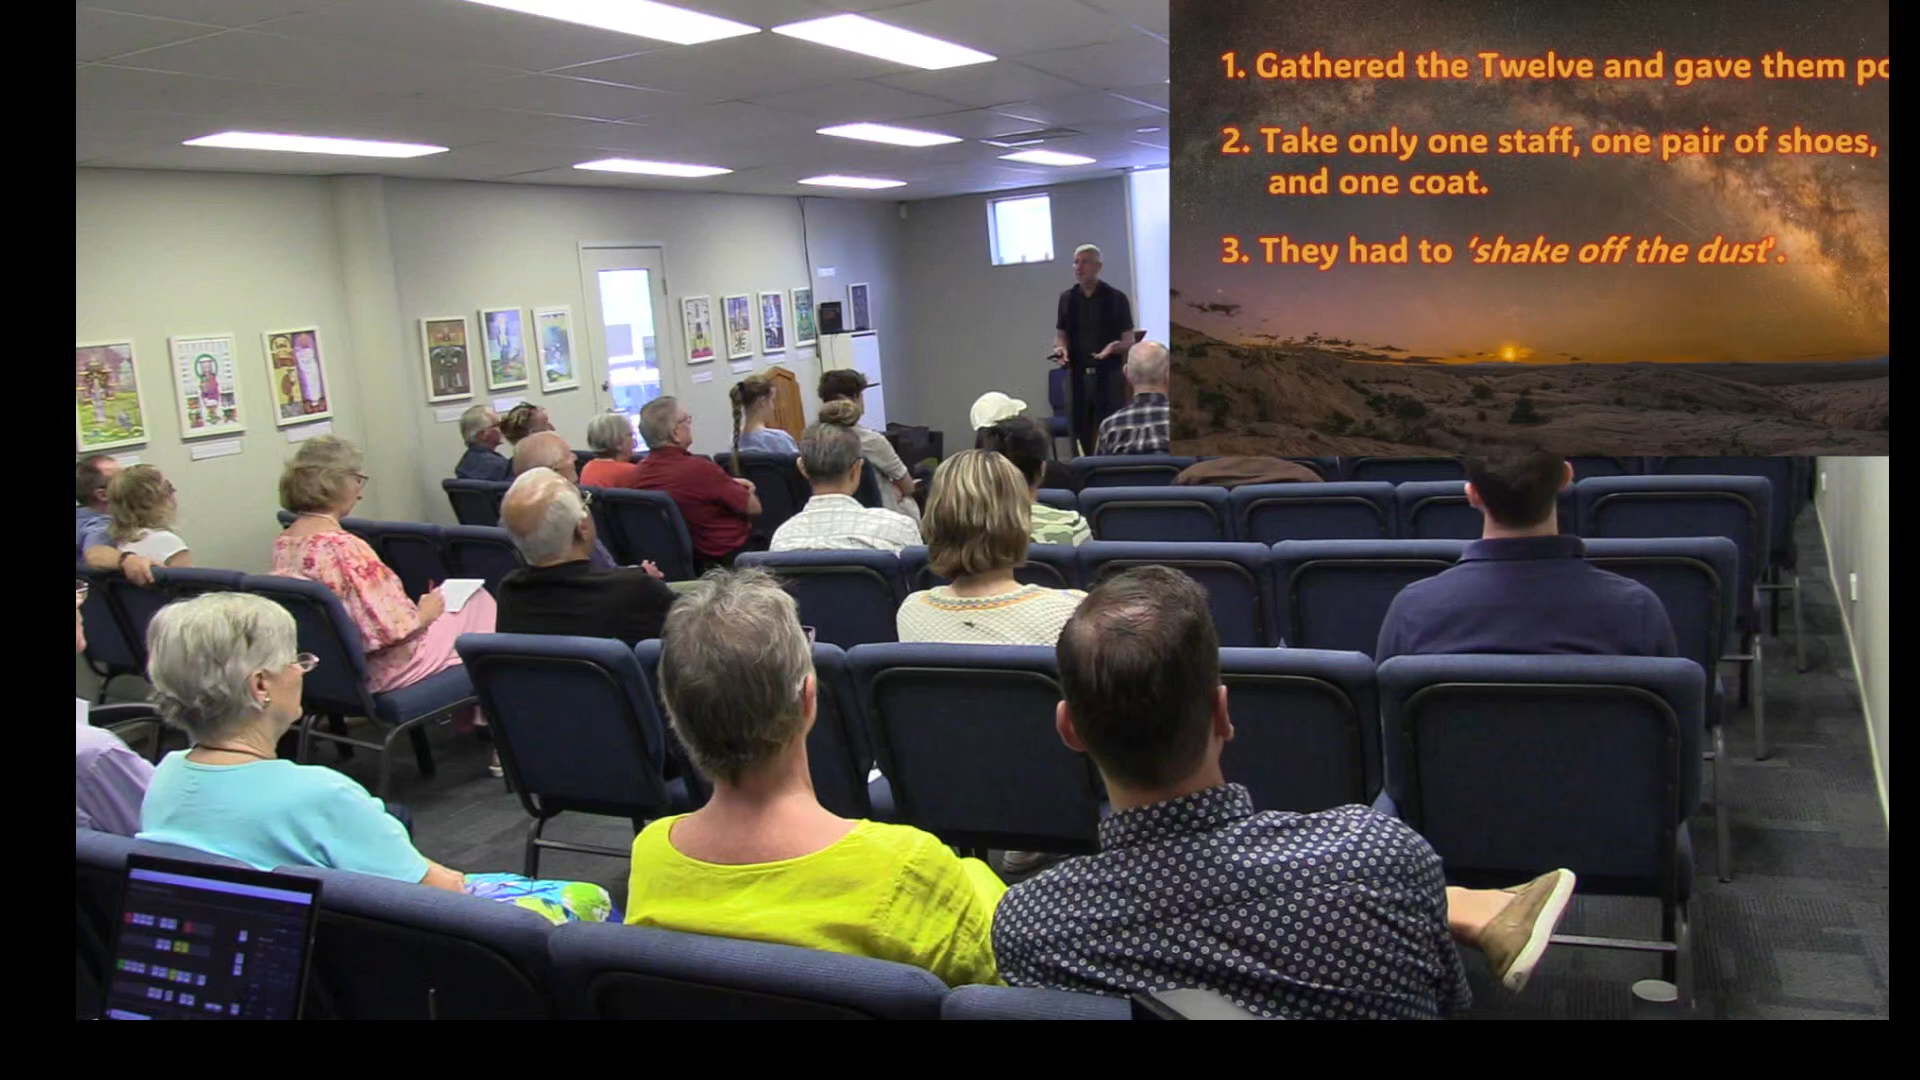 1. Gathered the Twelve and gave them
2. Take only one staff, one pair of shoes,
and one coat.
3. They had to ‘shake off the dust’.